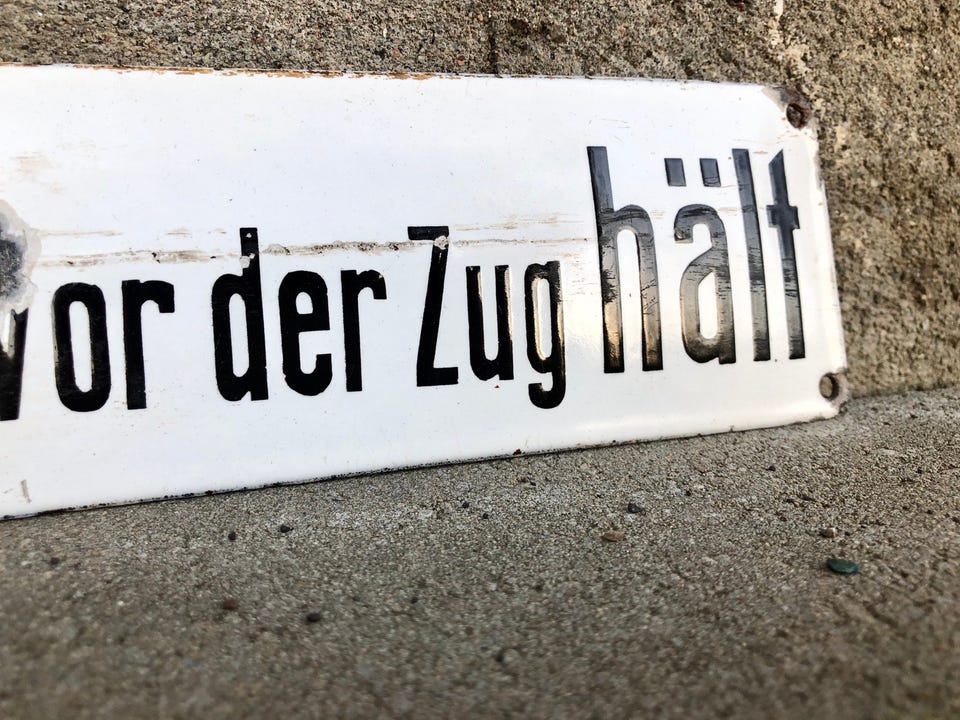 vor der Zug hält